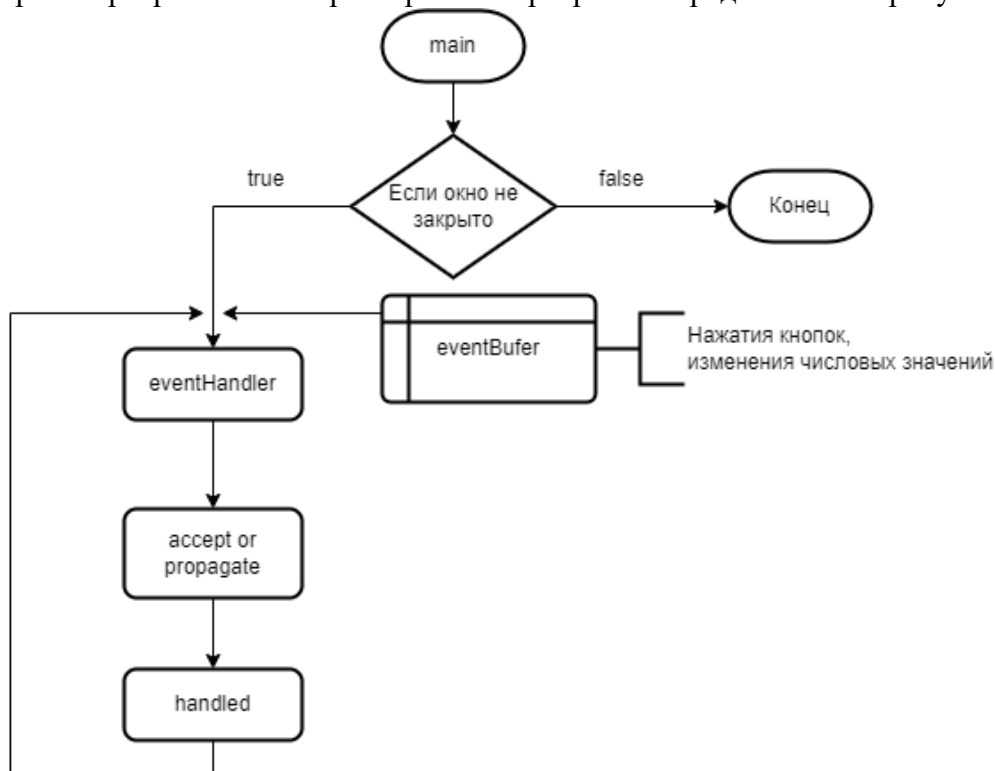 main
true
false
Если окно не
закрыто
Конец
eventBufer
Нажатия кнопок,
изменения числовых значений
eventHandler
accept or
propagate
handled